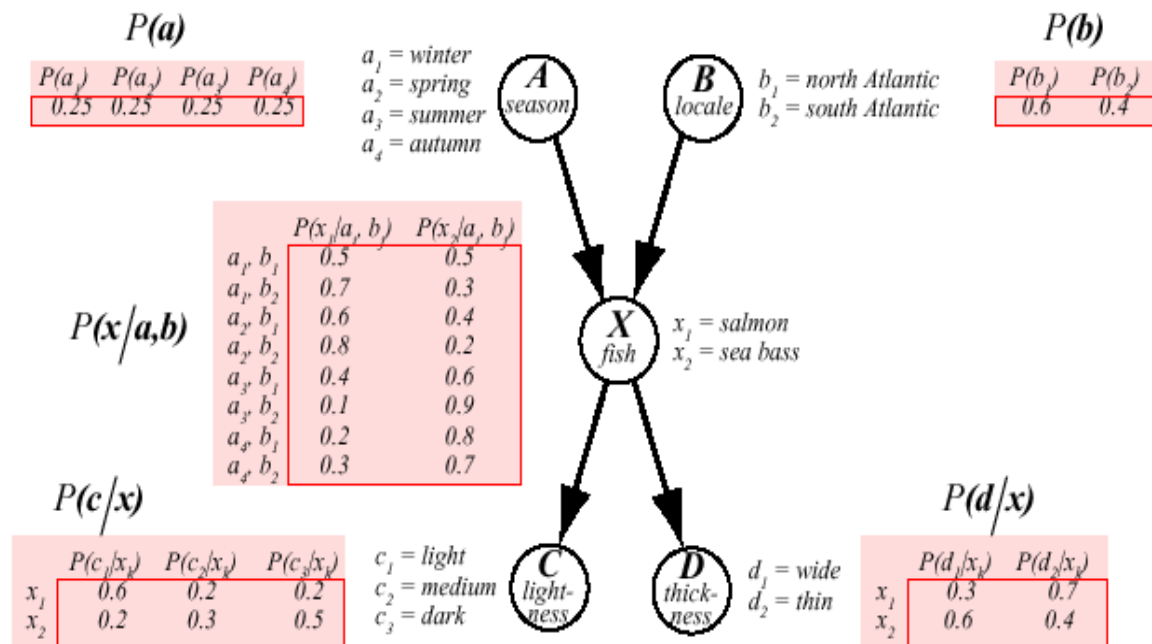 P(a)
P(a₁) P(a₂) P(a₃) P(a₄)
0.25 0.25 0.25 0.25
a₁ = winter
a₂ = spring
a₃ = summer
a₄ = autumn
A
season
B
locale
b₁ = north Atlantic
b₂ = south Atlantic
P(b)
P(b₁) P(b₂)
0.6 0.4
P(x|a,b)
P(x₁|aᵢ, bⱼ) P(x₂|aᵢ, bⱼ)
a₁, b₁ 0.5 0.5
a₁, b₂ 0.7 0.3
a₂, b₁ 0.6 0.4
a₂, b₂ 0.8 0.2
a₃, b₁ 0.4 0.6
a₃, b₂ 0.1 0.9
a₄, b₁ 0.2 0.8
a₄, b₂ 0.3 0.7
X
fish
x₁ = salmon
x₂ = sea bass
P(c|x)
P(c₁|xₖ) P(c₂|xₖ) P(c₃|xₖ)
x₁ 0.6 0.2 0.2
x₂ 0.2 0.3 0.5
c₁ = light
c₂ = medium
c₃ = dark
C
light-
ness
D
thick-
ness
d₁ = wide
d₂ = thin
P(d|x)
P(d₁|xₖ) P(d₂|xₖ)
x₁ 0.3 0.7
x₂ 0.6 0.4